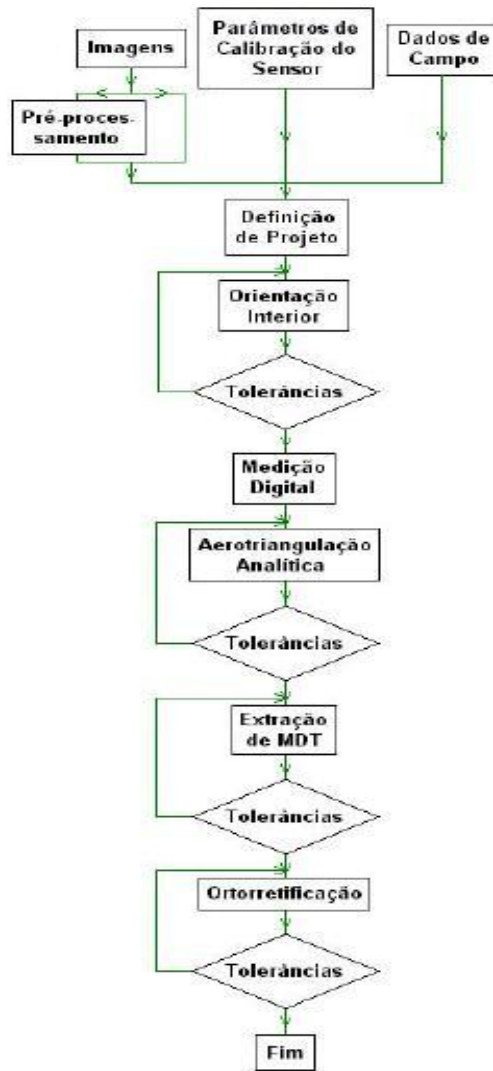 Imagens
Parâmetros de
Calibração do
Sensor
Dados de
Campo
Pré-proces-
samento
Definição
de Projeto
Orientação
Interior
Tolerâncias
Medição
Digital
Aerotriangulação
Analítica
Tolerâncias
Extração
de MDT
Tolerâncias
Ortorretificação
Tolerâncias
Fim